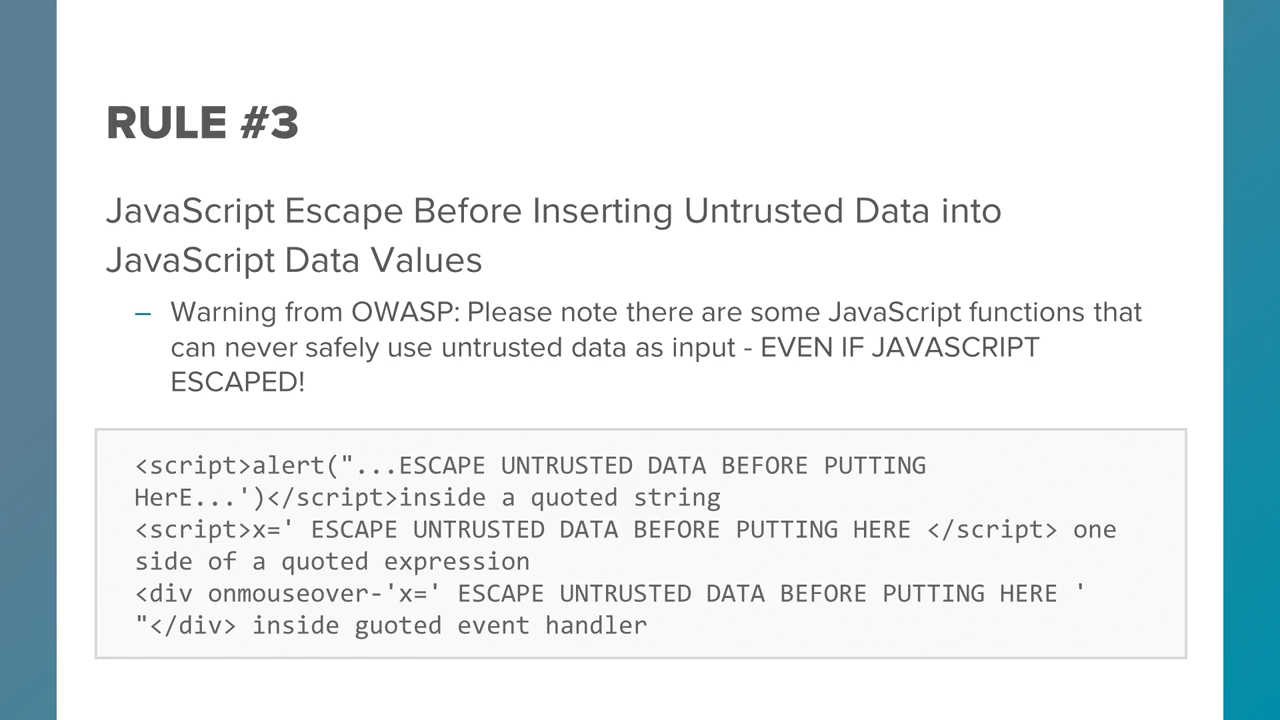 RULE #3
JavaScript Escape Before Inserting Untrusted Data into
JavaScript Data Values
– Warning from OWASP: Please note there are some JavaScript functions that
can never safely use untrusted data as input - EVEN IF JAVASCRIPT
ESCAPED!
<script>alert("...ESCAPE UNTRUSTED DATA BEFORE PUTTING
HerE...')</script>inside a quoted string
<script>x=' ESCAPE UNTRUSTED DATA BEFORE PUTTING HERE </script> one
side of a quoted expression
<div onmouseover-'x=' ESCAPE UNTRUSTED DATA BEFORE PUTTING HERE '
"</div> inside guoted event handler